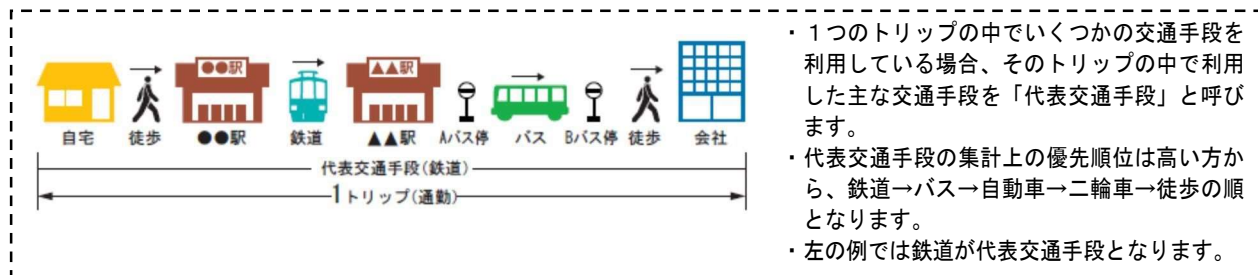 ●●駅
▲▲駅
自宅 徒歩 ●●駅 鉄道 ▲▲駅 Aバス停 バス Bバス停 徒歩 会社
代表交通手段(鉄道)
1トリップ(通勤)
・１つのトリップの中でいくつかの交通手段を
利用している場合、そのトリップの中で利用
した主な交通手段を「代表交通手段」と呼び
ます。
・代表交通手段の集計上の優先順位は高い方か
ら、鉄道→バス→自動車→二輪車→徒歩の順
となります。
・左の例では鉄道が代表交通手段となります。